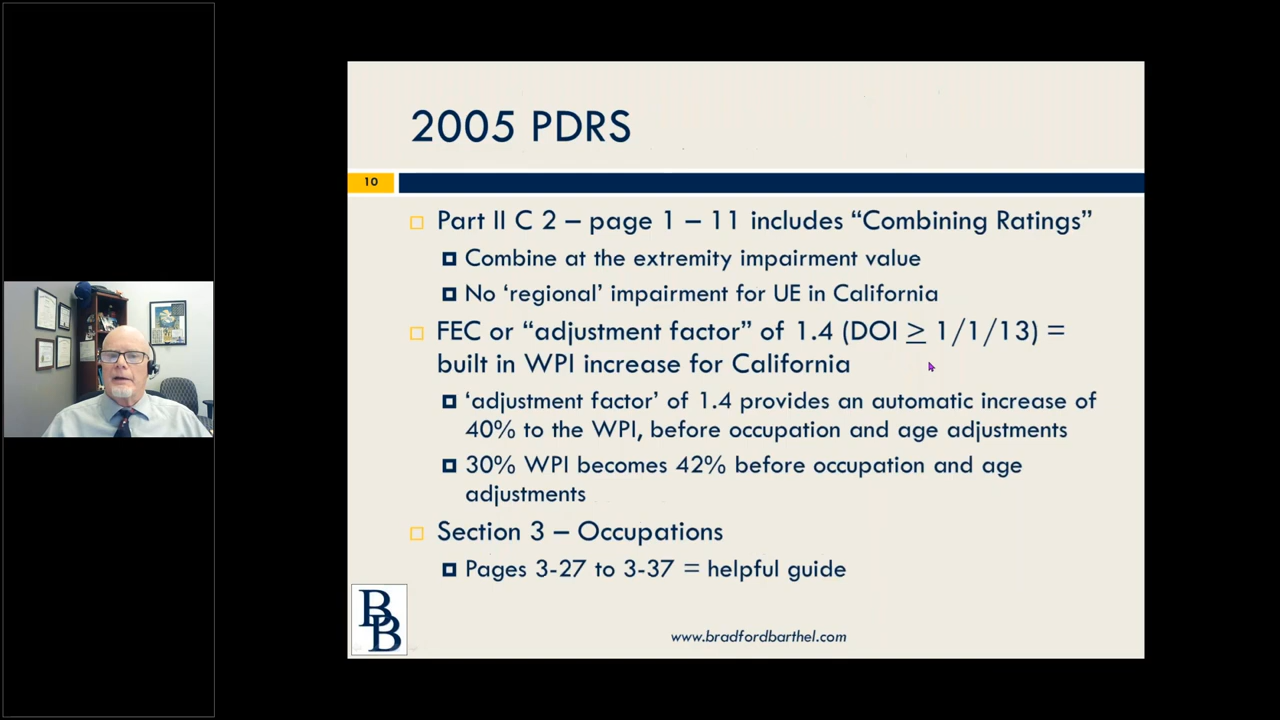 2005 PDRS
10
Part II C 2 – page 1 – 11 includes “Combining Ratings”
Combine at the extremity impairment value
No ‘regional’ impairment for UE in California
FEC or “adjustment factor” of 1.4 (DOI ≥ 1/1/13) =
built in WPI increase for California
‘adjustment factor’ of 1.4 provides an automatic increase of
40% to the WPI, before occupation and age adjustments
30% WPI becomes 42% before occupation and age
adjustments
Section 3 – Occupations
Pages 3-27 to 3-37 = helpful guide
BB
www.bradfordbarthel.com